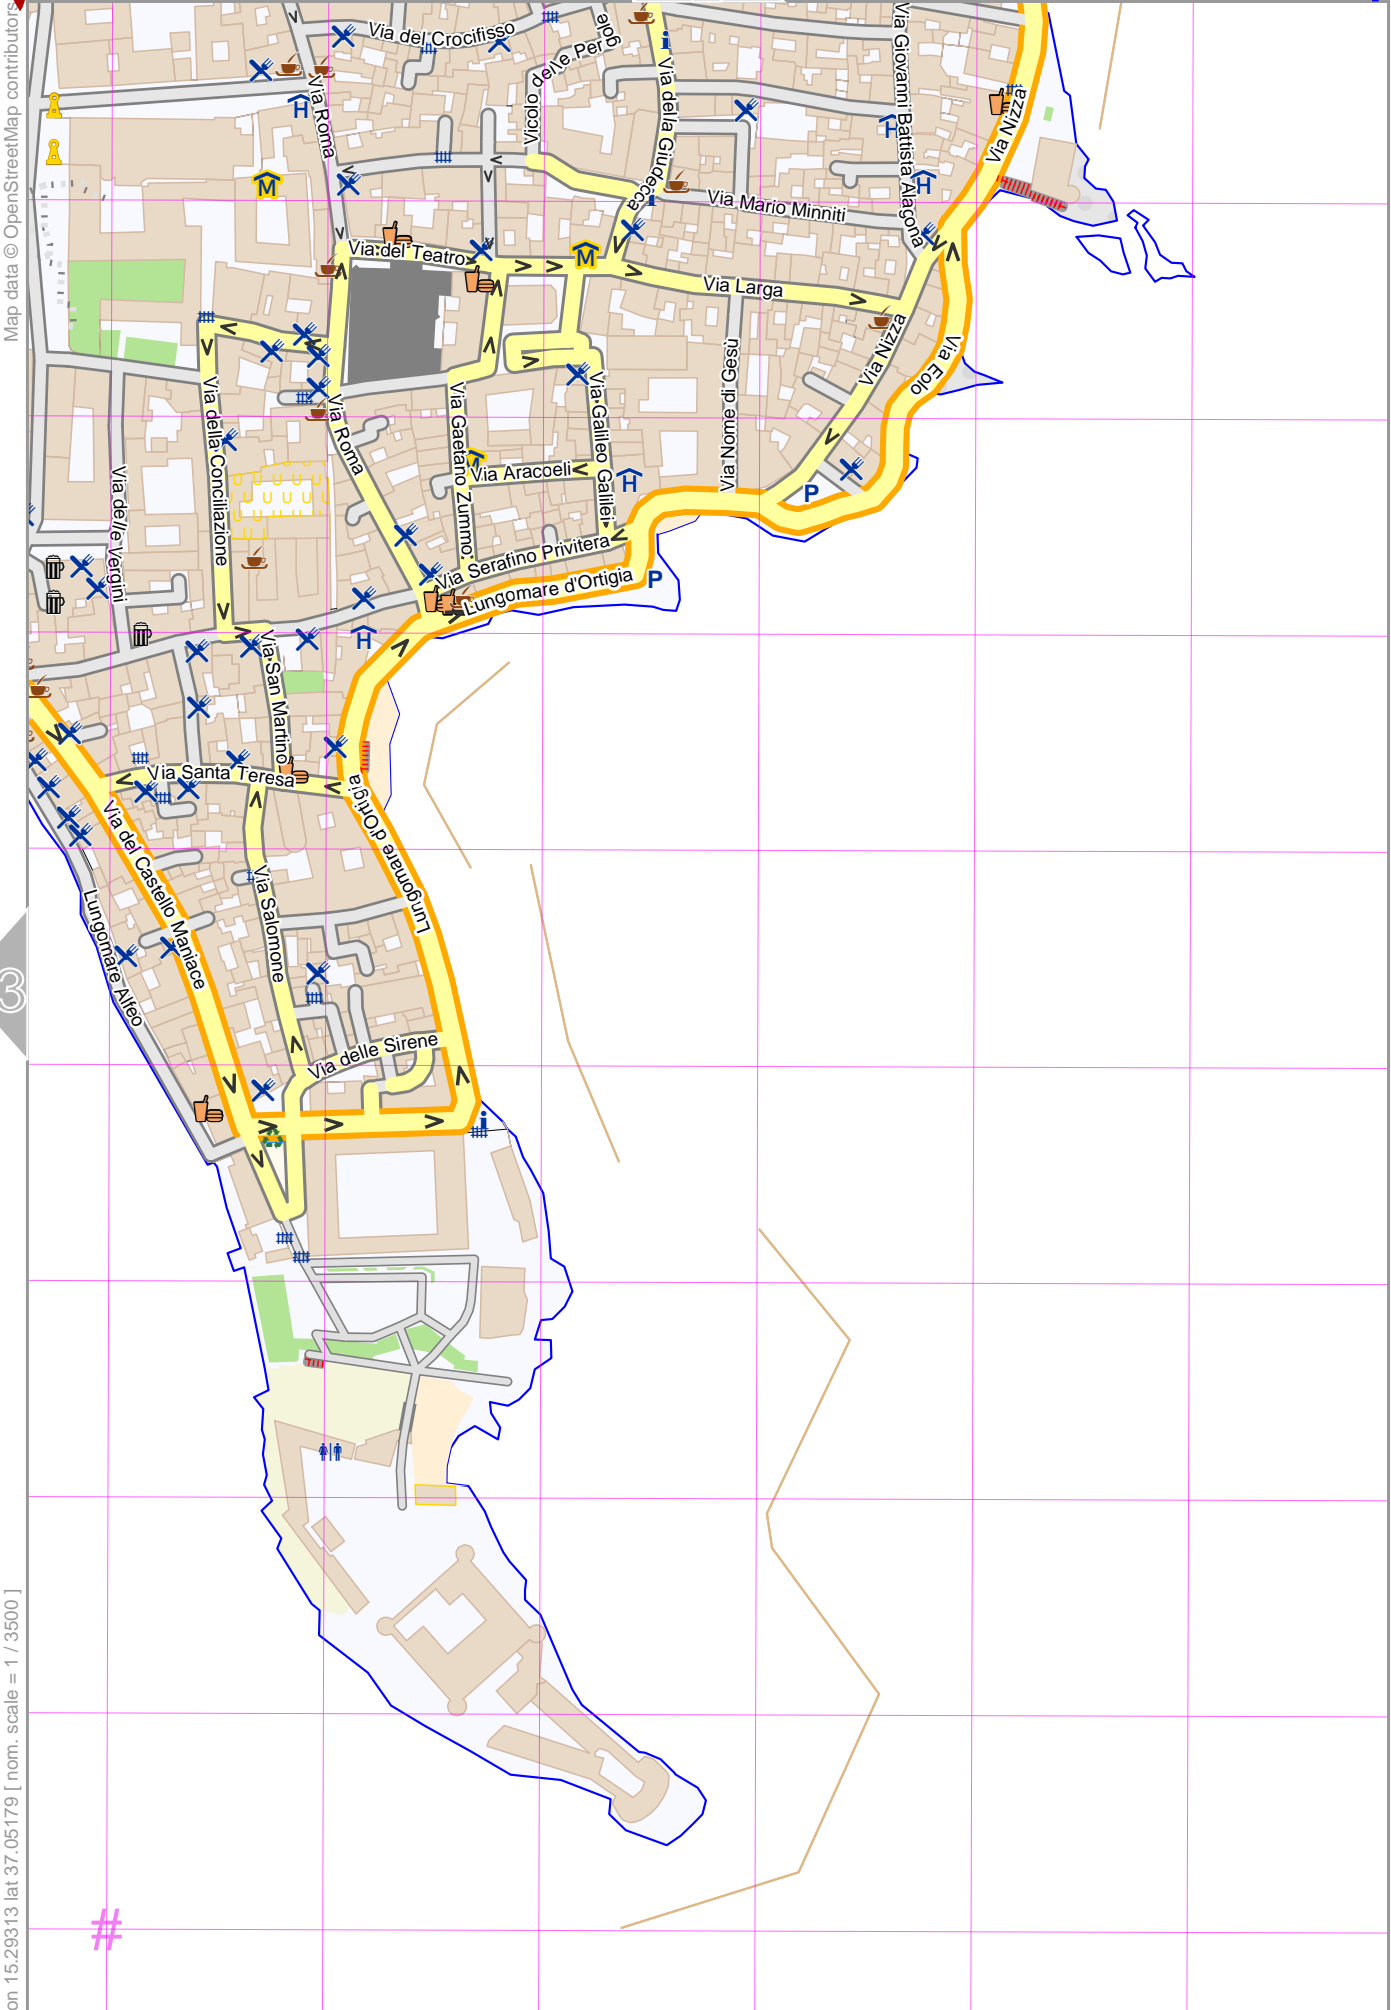 Map data © OpenStreetMap contributors
on 15.29313 lat 37.05179 [ nom. scale = 1 / 3500 ]
3
#
Via del Crocifisso
Vicolo delle Pergole
Via Roma
Via della Giudecca
Via Giovanni Battista Alagona
Via Nizza
H
H
H
i
M
Via Mario Minniti
i
Via del Teatro
M
Via Larga
Via Nizza
Via Eolo
Via Nome di Gesù
Via della Conciliazione
Via Roma
Via Gaetano Zummo
Via Galileo Galilei
M
Via Aracoeli
H
P
Via delle Vergini
Via Serafino Privitera
Lungomare d'Ortigia
P
H
Via San Martino
Via Santa Teresa
Via del Castello Maniace
Lungomare d'Ortigia
Via Salomone
Lungomare Alfeo
Via delle Sirene
i